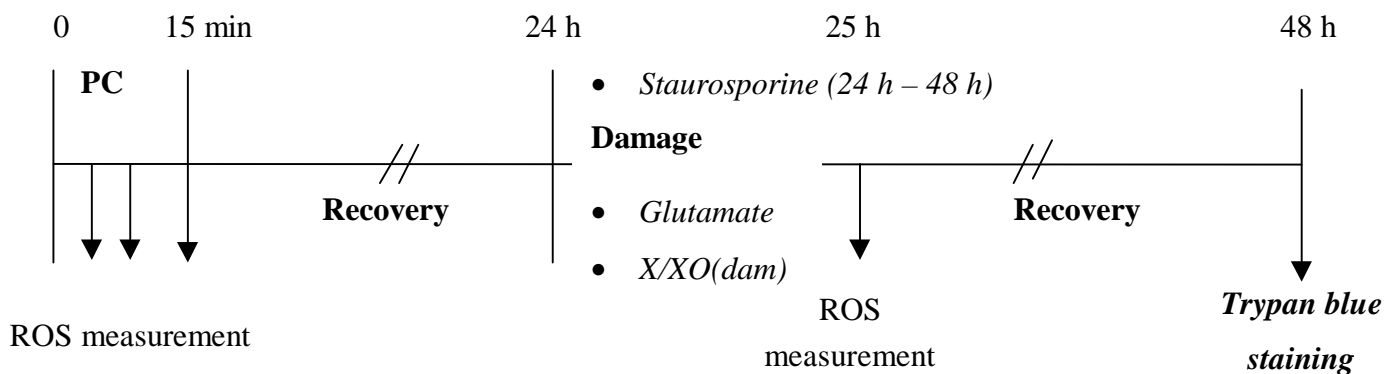 0 15 min 24 h 25 h 48 h
PC
• Staurosporine (24 h – 48 h)
Damage
Recovery
• Glutamate
• X/XO(dam)
Recovery
ROS measurement
ROS
measurement
Trypan blue
staining